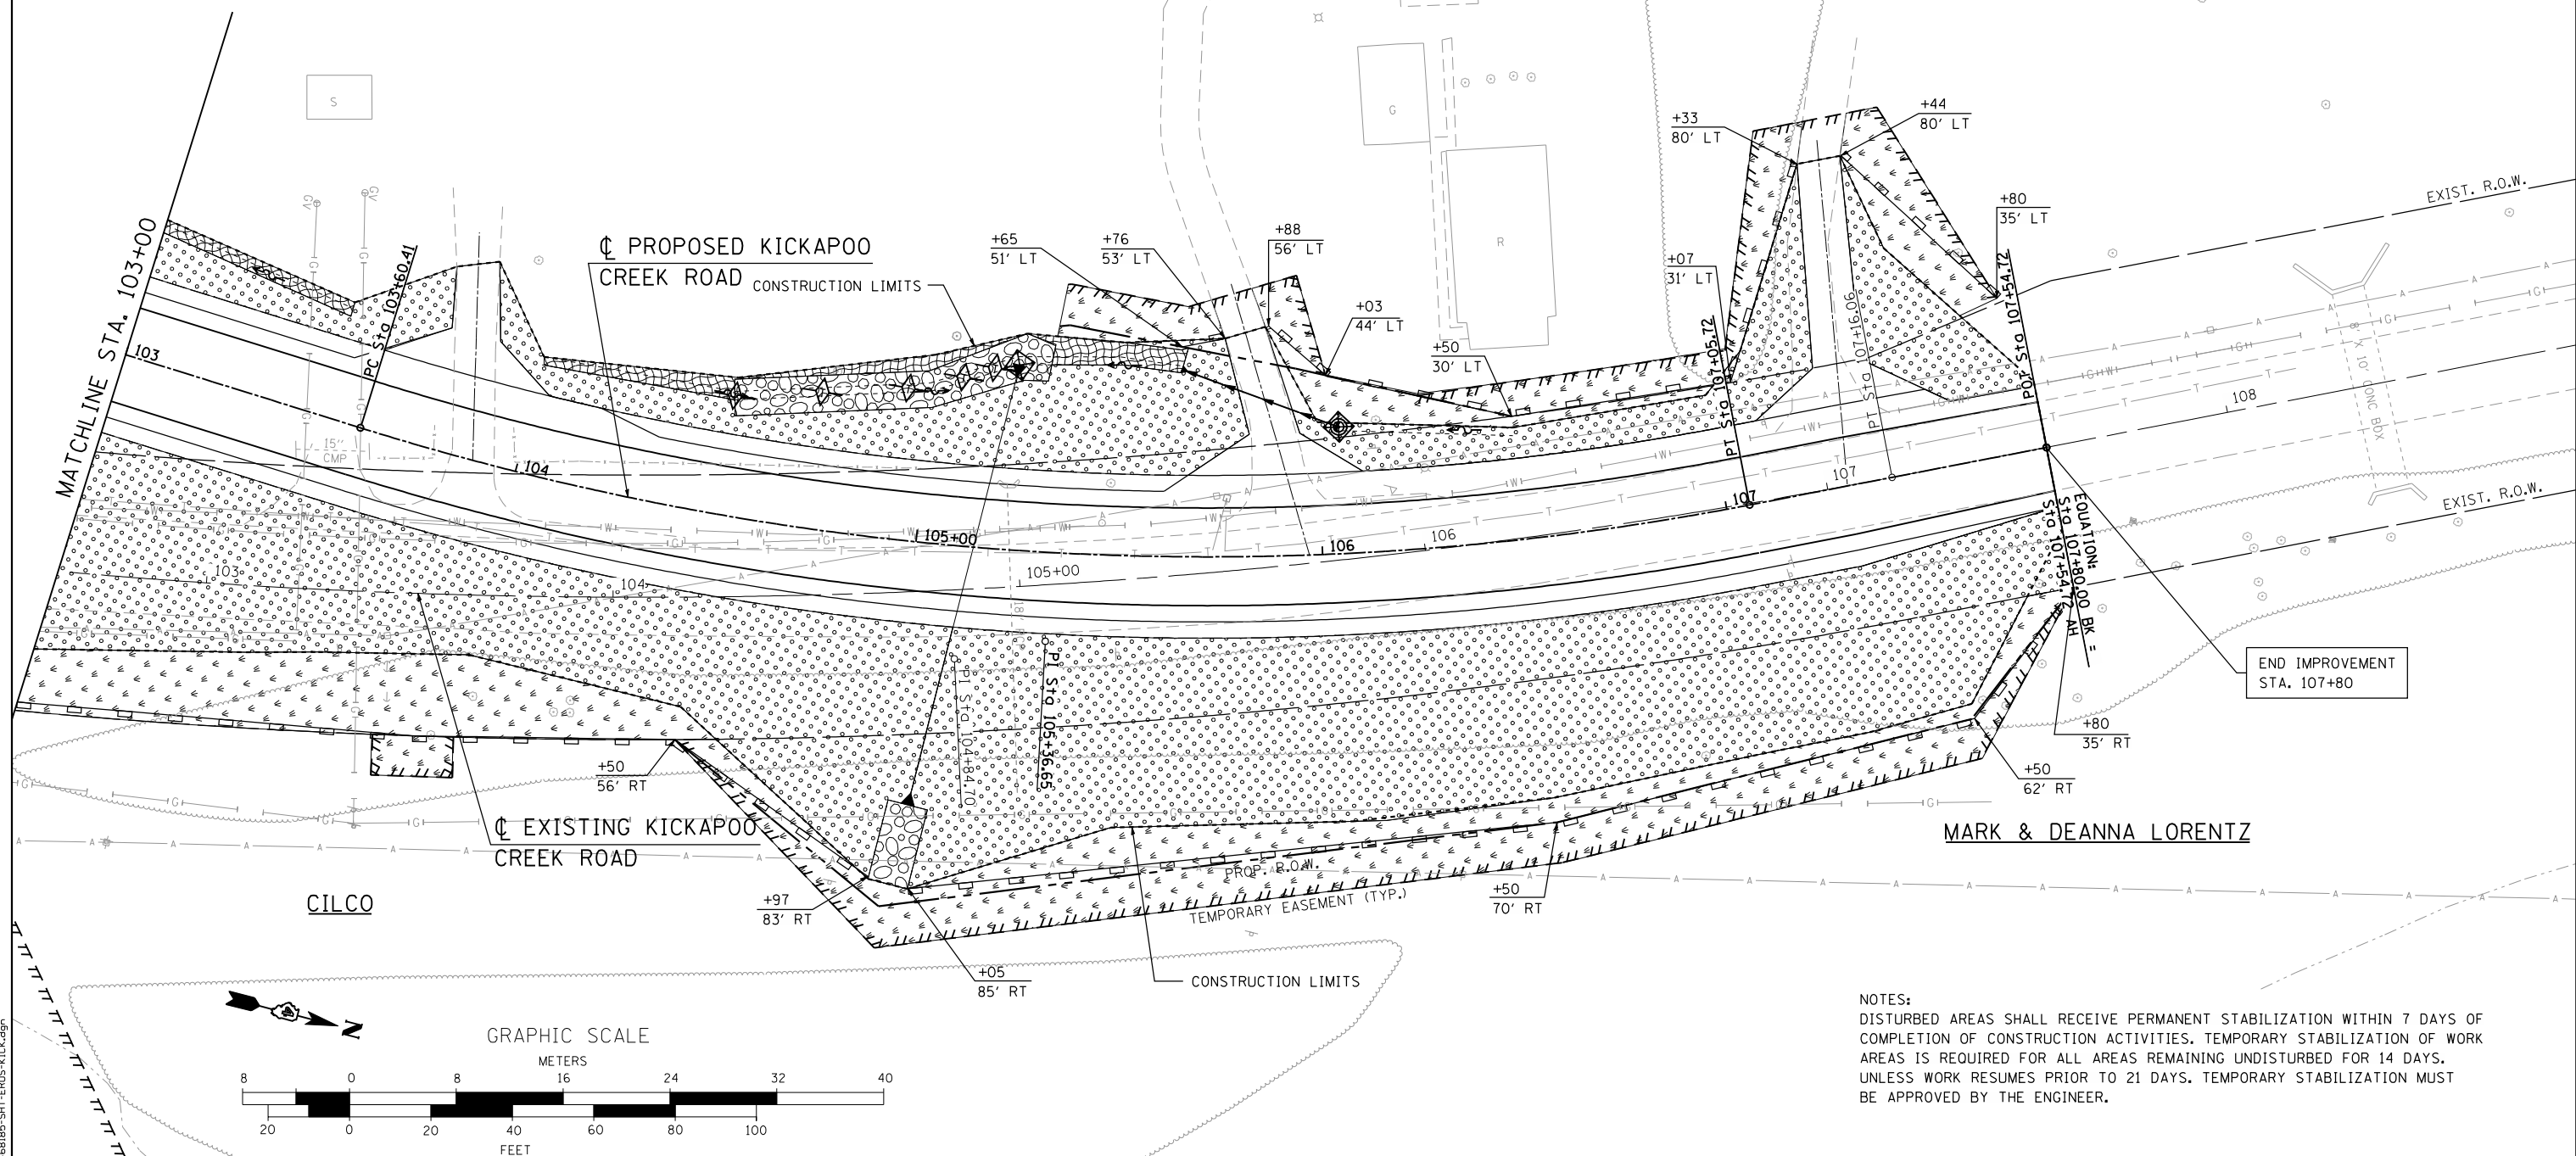 S
G
R
+33
80' LT
+44
80' LT
+80
35' LT
EXIST. R.O.W.
MATCHLINE STA. 103+00
GV
GV
PC Sta 103+60.41
℄ PROPOSED KICKAPOO
CREEK ROAD
CONSTRUCTION LIMITS
+65
51' LT
+76
53' LT
+88
56' LT
+03
44' LT
+50
30' LT
+07
31' LT
PT Sta 107+05.72
PT Sta 107+16.06
POT Sta 107+54.72
8' X 10' CONC BOX
103
15"
CMP
104
105+00
106
107
107
108
103
104
105+00
106
EXIST. R.O.W.
EQUATION:
Sta 107+80.00 BK =
Sta 107+54.72 AH
END IMPROVEMENT
STA. 107+80
PI Sta 104+84.70
PI Sta 105+36.65
+80
35' RT
+50
62' RT
+50
56' RT
℄ EXISTING KICKAPOO
CREEK ROAD
MARK & DEANNA LORENTZ
CILCO
+97
83' RT
PROP. R.O.W.
TEMPORARY EASEMENT (TYP.)
+50
70' RT
+05
85' RT
CONSTRUCTION LIMITS
N
GRAPHIC SCALE
METERS
8 0 8 16 24 32 40
20 0 20 40 60 80 100
FEET
NOTES:
DISTURBED AREAS SHALL RECEIVE PERMANENT STABILIZATION WITHIN 7 DAYS OF
COMPLETION OF CONSTRUCTION ACTIVITIES. TEMPORARY STABILIZATION OF WORK
AREAS IS REQUIRED FOR ALL AREAS REMAINING UNDISTURBED FOR 14 DAYS.
UNLESS WORK RESUMES PRIOR TO 21 DAYS. TEMPORARY STABILIZATION MUST
BE APPROVED BY THE ENGINEER.